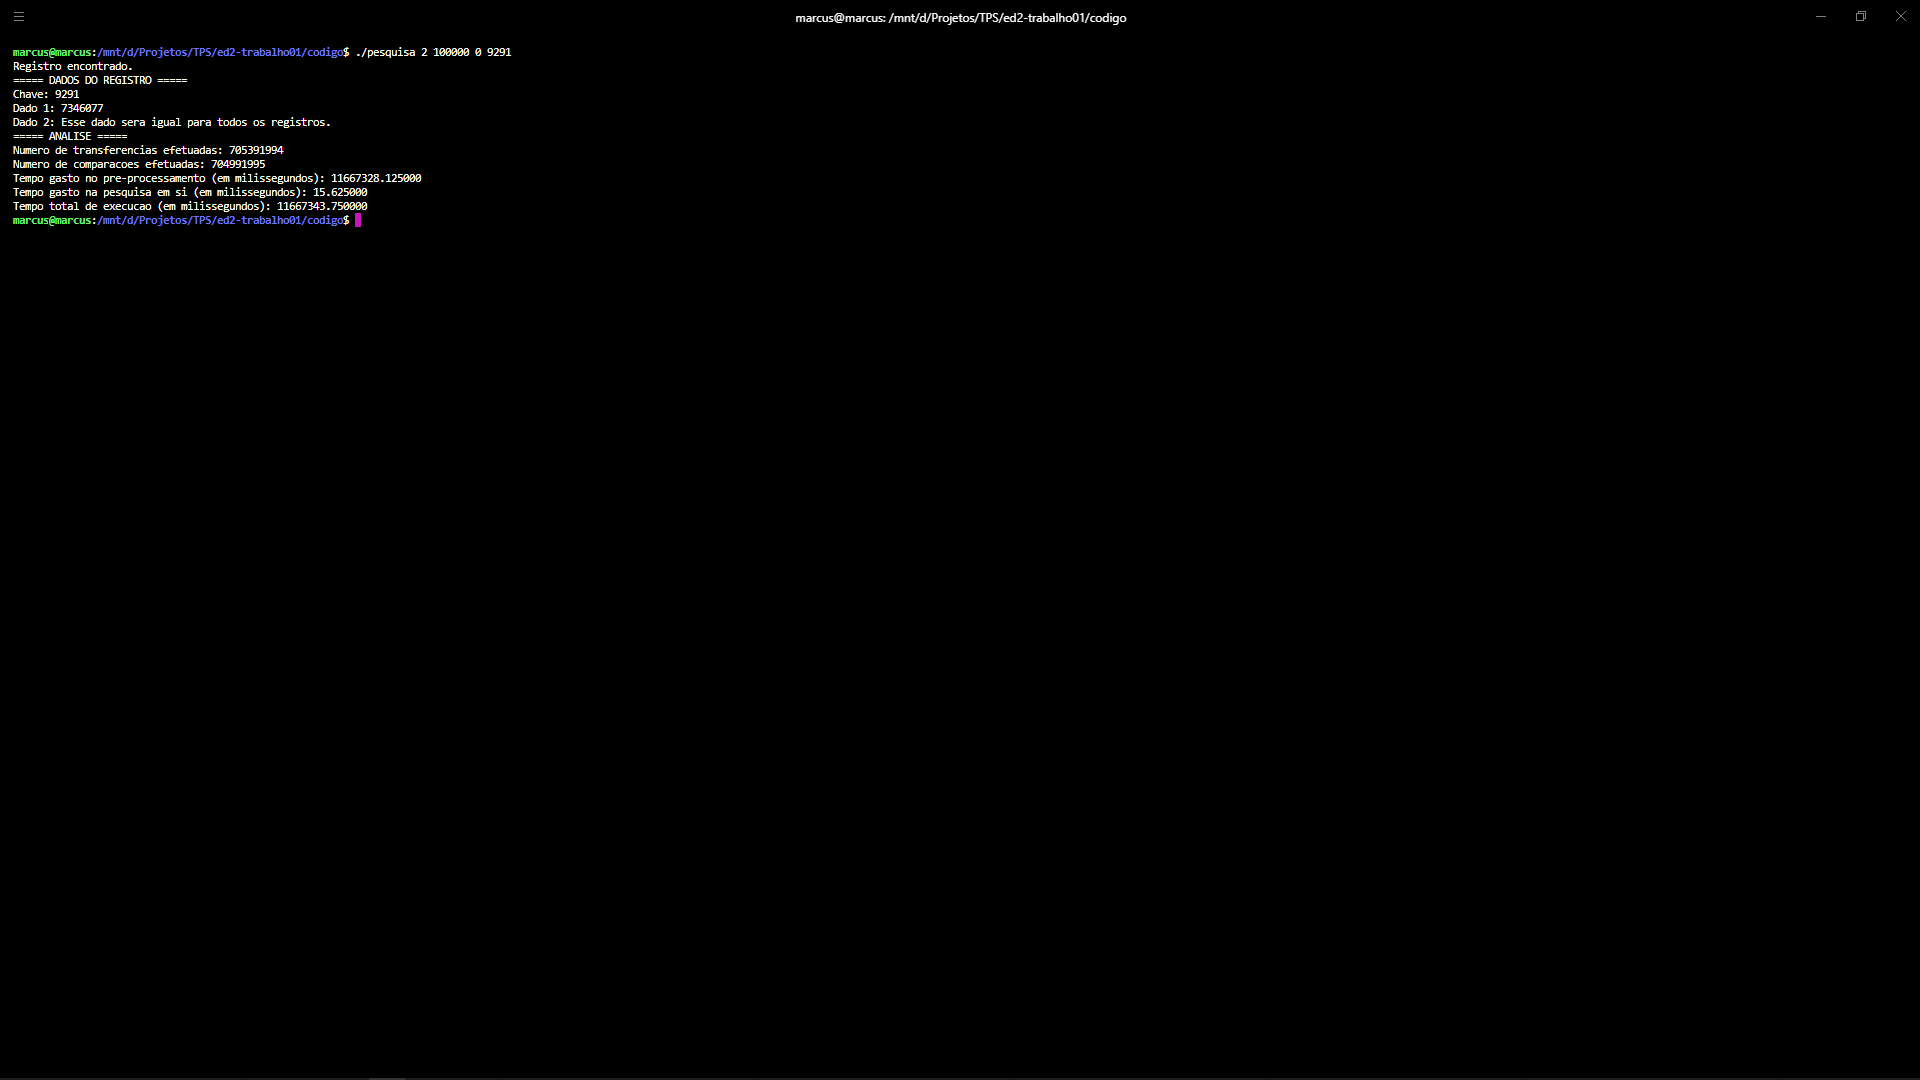 marcus@marcus: /mnt/d/Projetos/TPS/ed2-trabalho01/codigo
marcus@marcus:/mnt/d/Projetos/TPS/ed2-trabalho01/codigo$ ./pesquisa 2 100000 0 9291
Registro encontrado.
===== DADOS DO REGISTRO =====
Chave: 9291
Dado 1: 7346077
Dado 2: Esse dado sera igual para todos os registros.
===== ANALISE =====
Numero de transferencias efetuadas: 705391994
Numero de comparacoes efetuadas: 704991995
Tempo gasto no pre-processamento (em milissegundos): 11667328.125000
Tempo gasto na pesquisa em si (em milissegundos): 15.625000
Tempo total de execucao (em milissegundos): 11667343.750000
marcus@marcus:/mnt/d/Projetos/TPS/ed2-trabalho01/codigo$